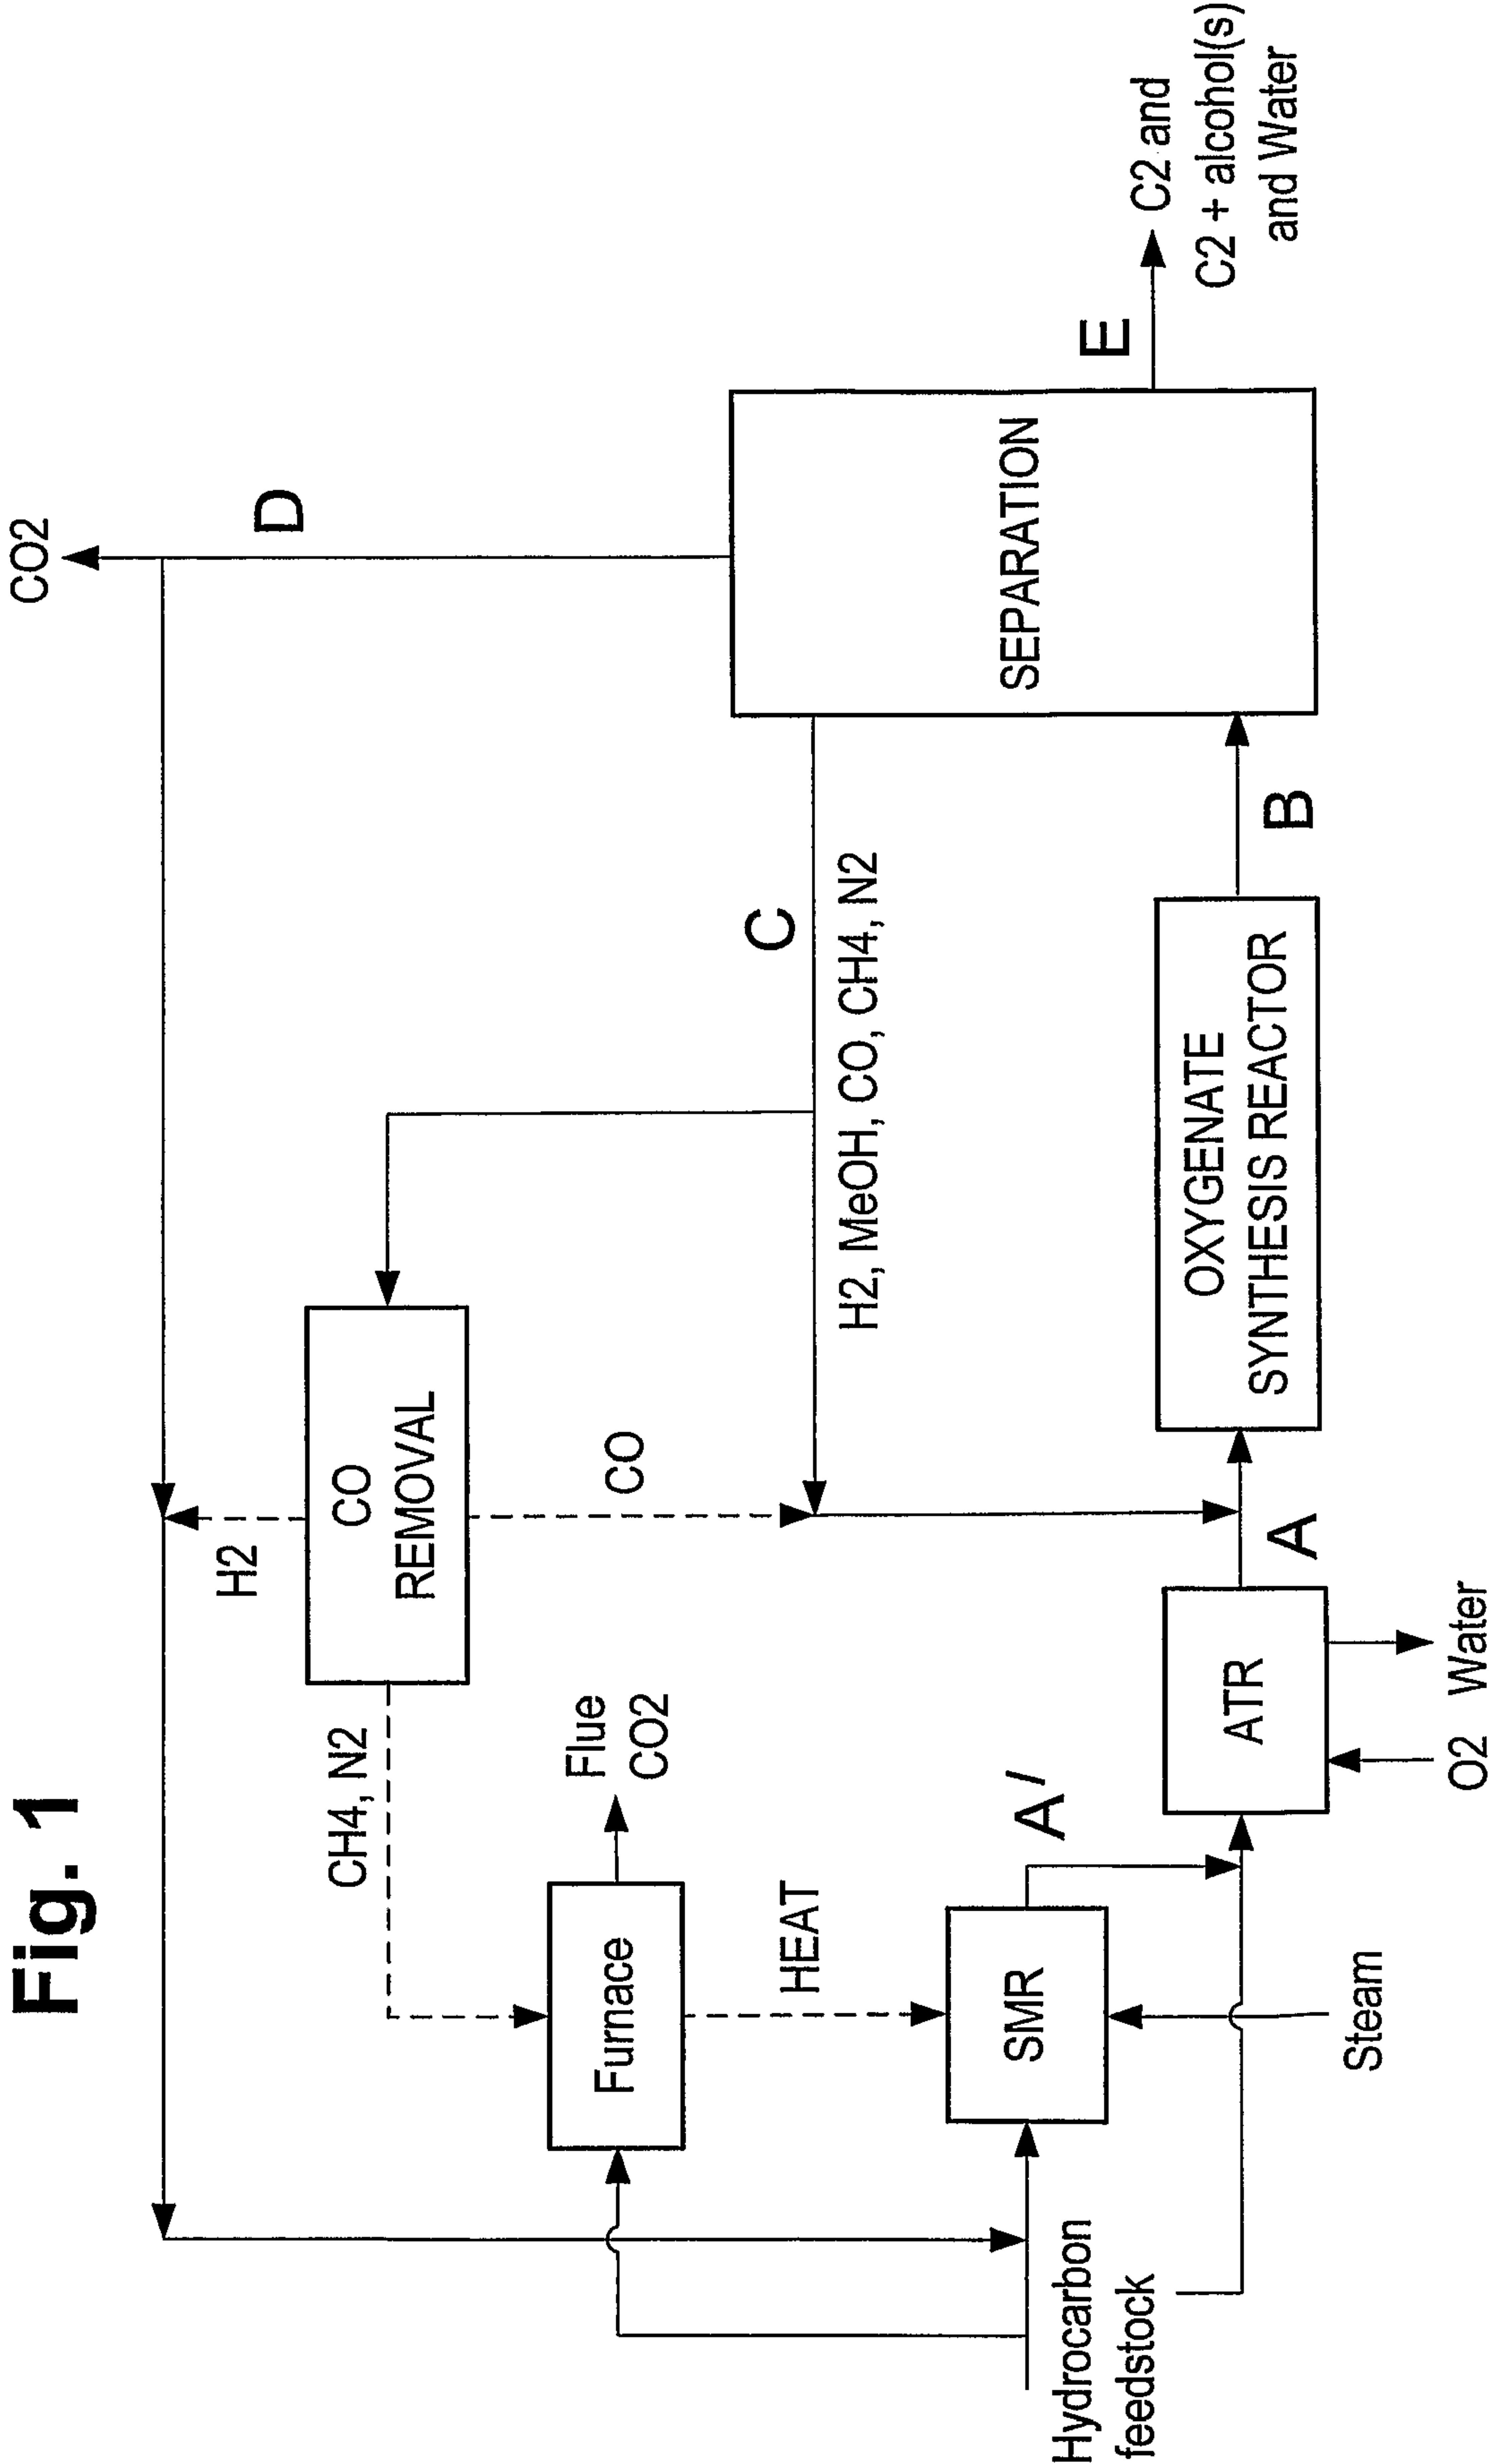 Fig. 1
CO2
D
H2
CH4, N2
CO
REMOVAL
CO
Flue
CO2
Furnace
HEAT
C
H2, MeOH, CO, CH4, N2
SEPARATION
E
C2 and
C2 + alcohol(s)
and Water
Hydrocarbon
feedstock
SMR
A /
Steam
ATR
O2
Water
A
OXYGENATE
SYNTHESIS REACTOR
B